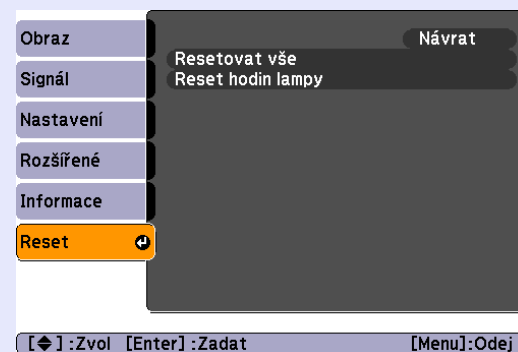 Obraz
Signál
Nastavení
Rozšířené
Informace
Reset
Návrat
Resetovat vše
Reset hodin lampy
[◆] :Zvol [Enter] :Zadat [Menu]:Odej